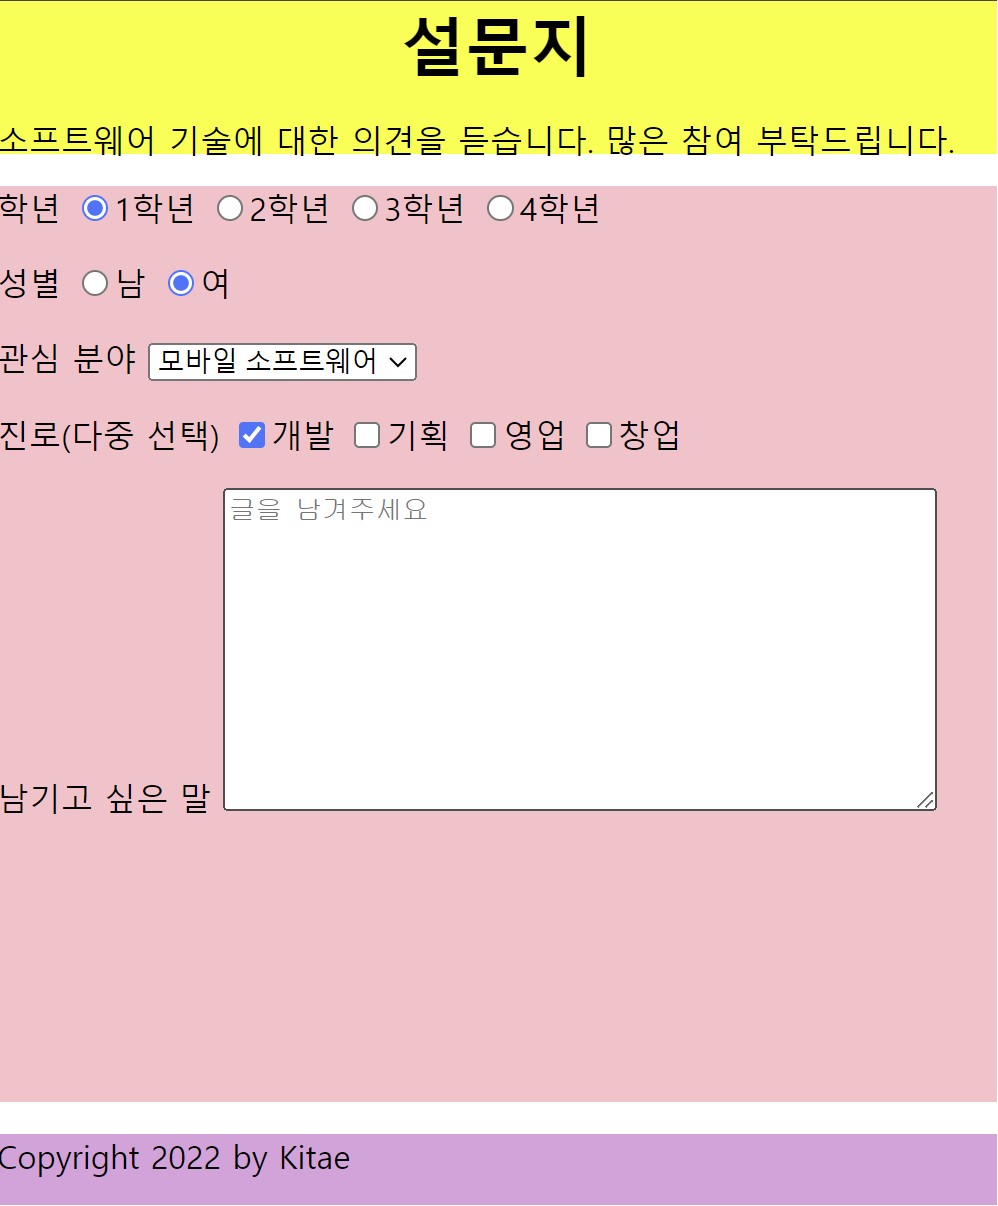 설문지
소프트웨어 기술에 대한 의견을 듣습니다. 많은 참여 부탁드립니다.
학년 1학년 2학년 3학년 4학년
성별 남 여
관심 분야 모바일 소프트웨어
진로(다중 선택) 개발 기획 영업 창업
글을 남겨주세요
남기고 싶은 말
Copyright 2022 by Kitae